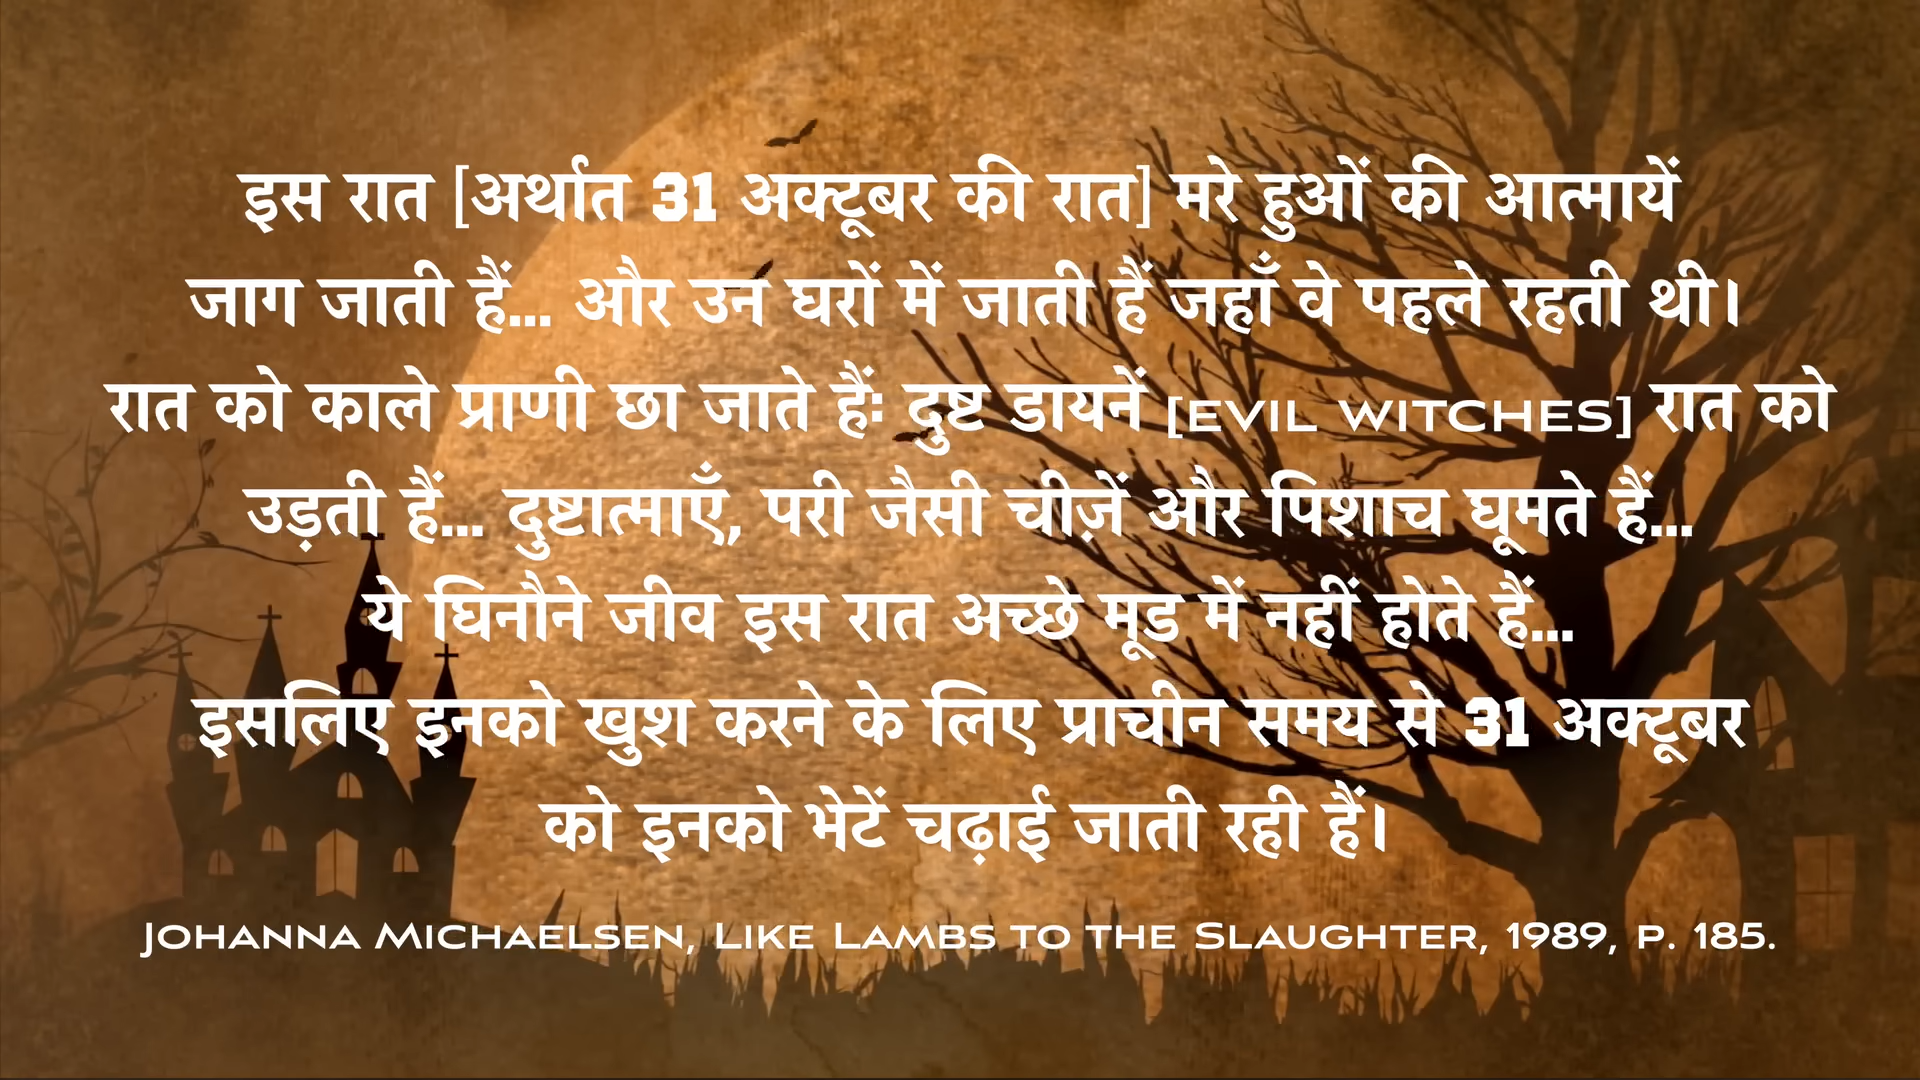 इस रात [अर्थात 31 अक्टूबर की रात] मरे हुओं की आत्मायें
जाग जाती हैं... और उन घरों में जाती हैं जहाँ वे पहले रहती थी।
रात को काले प्राणी छा जाते हैंः दुष्ट डायनें [EVIL WITCHES] रात को
उड़ती हैं... दुष्टात्माएँ, परी जैसी चीज़ें और पिशाच घूमते हैं...
ये घिनौने जीव इस रात अच्छे मूड में नहीं होते हैं...
इसलिए इनको खुश करने के लिए प्राचीन समय से 31 अक्टूबर
को इनको भेटें चढ़ाई जाती रही हैं।
JOHANNA MICHAELSEN, LIKE LAMBS TO THE SLAUGHTER, 1989, P. 185.